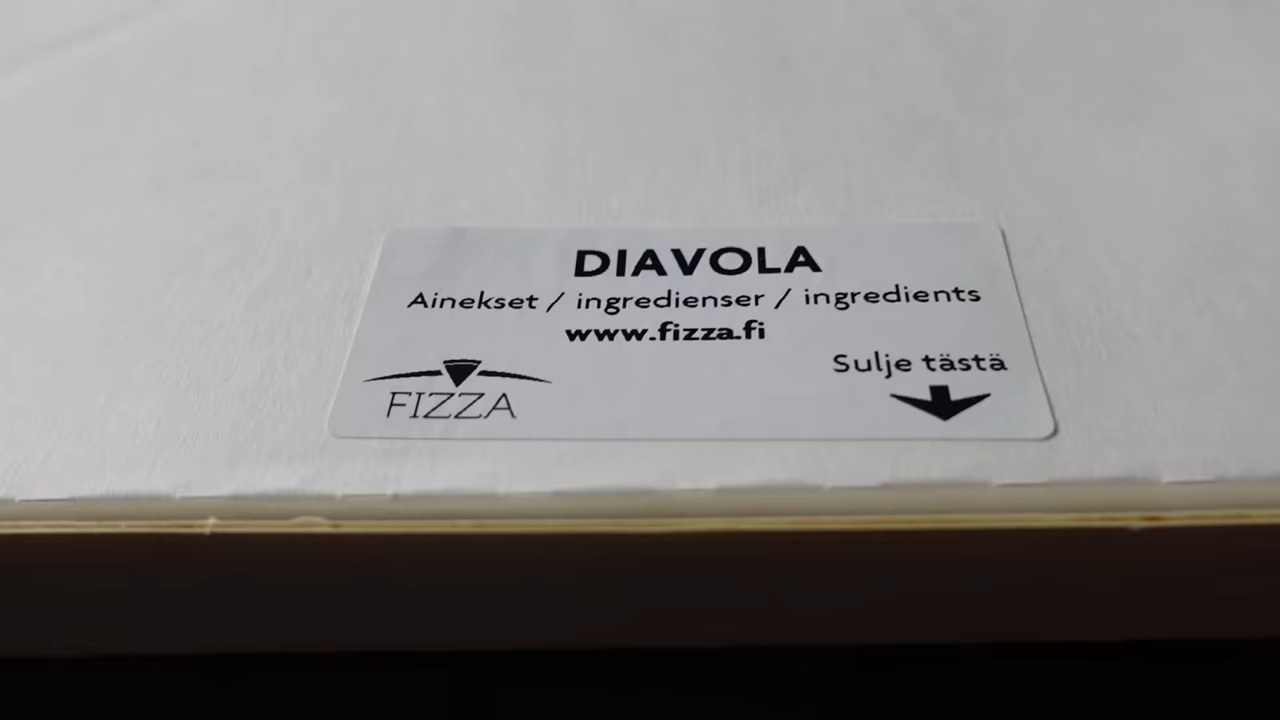 DIAVOLA
Ainekset / ingredienser / ingredients
www.fizza.fi
Sulje tästä
FIZZA